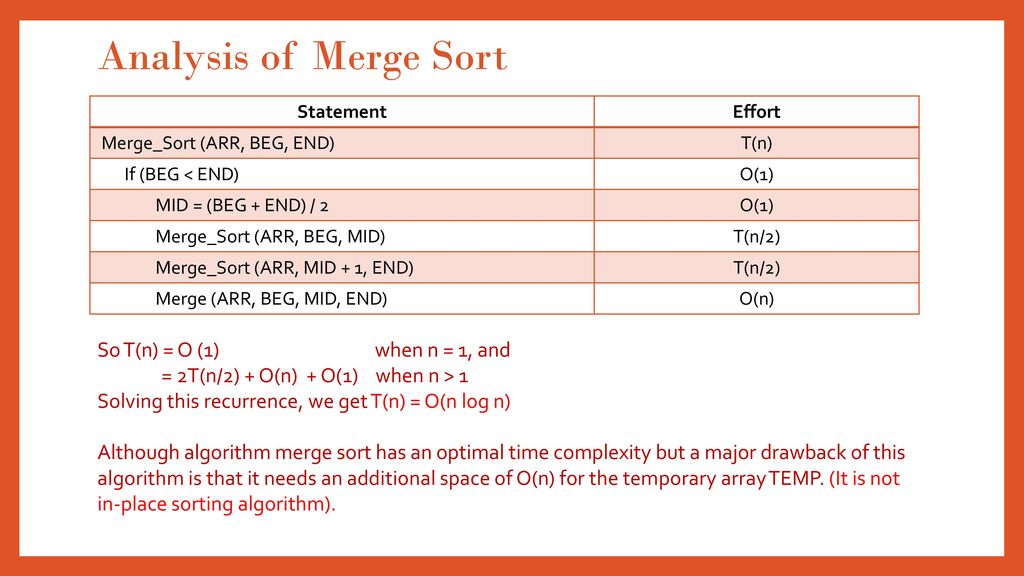 Analysis of Merge Sort
Statement Effort
Merge_Sort (ARR, BEG, END) T(n)
If (BEG < END) O(1)
MID = (BEG + END) / 2 O(1)
Merge_Sort (ARR, BEG, MID) T(n/2)
Merge_Sort (ARR, MID + 1, END) T(n/2)
Merge (ARR, BEG, MID, END) O(n)
So T(n) = O (1) when n = 1, and
= 2T(n/2) + O(n) + O(1) when n > 1
Solving this recurrence, we get T(n) = O(n log n)
Although algorithm merge sort has an optimal time complexity but a major drawback of this
algorithm is that it needs an additional space of O(n) for the temporary array TEMP. (It is not
in-place sorting algorithm).